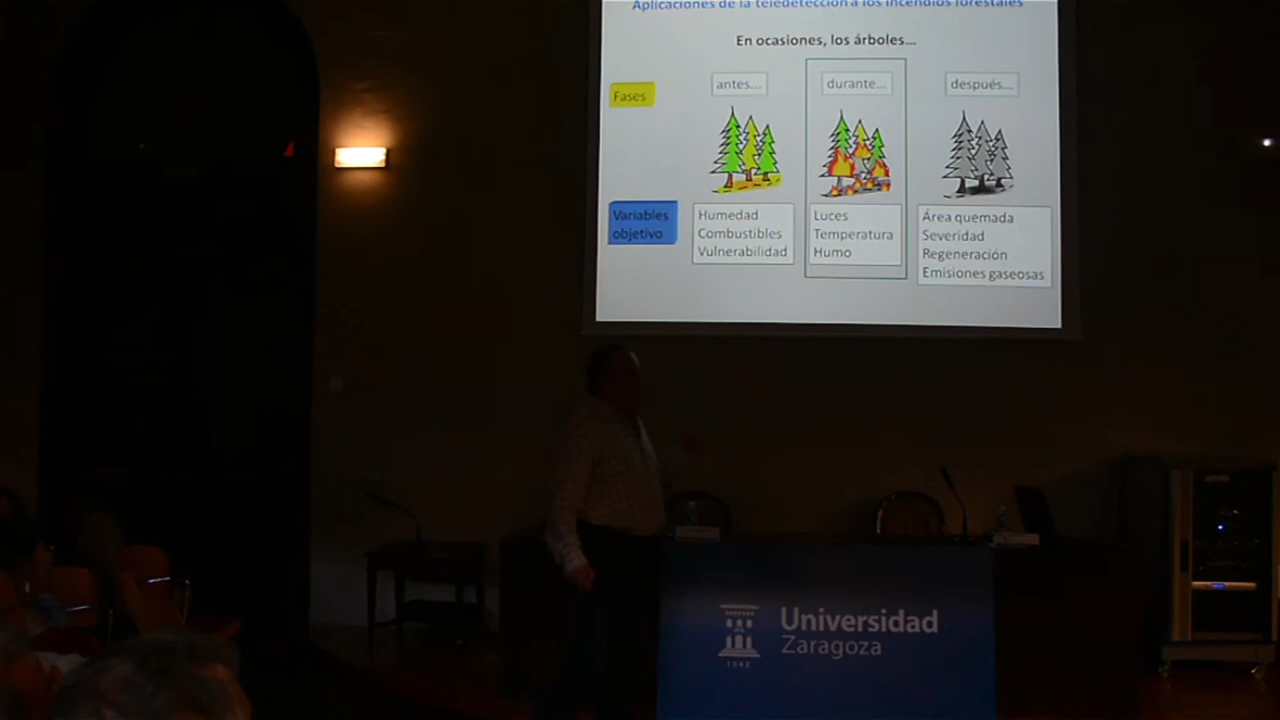 Aplicaciones de la teledetección a los incendios forestales
En ocasiones, los árboles...
Fases
antes...
durante...
después...
Variables
objetivo
Humedad
Combustibles
Vulnerabilidad
Luces
Temperatura
Humo
Área quemada
Severidad
Regeneración
Emisiones gaseosas
Universidad
Zaragoza
1542